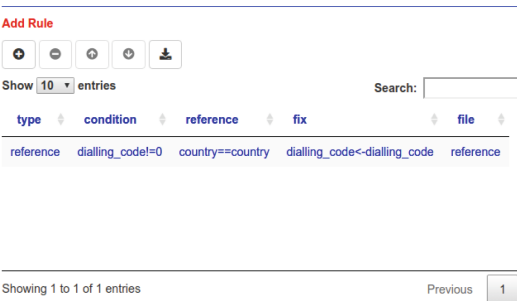 Add Rule
Show 10 entries
Search:
type condition reference fix file
reference dialling_code!=0 country==country dialling_code<-dialling_code reference
Showing 1 to 1 of 1 entries
Previous 1